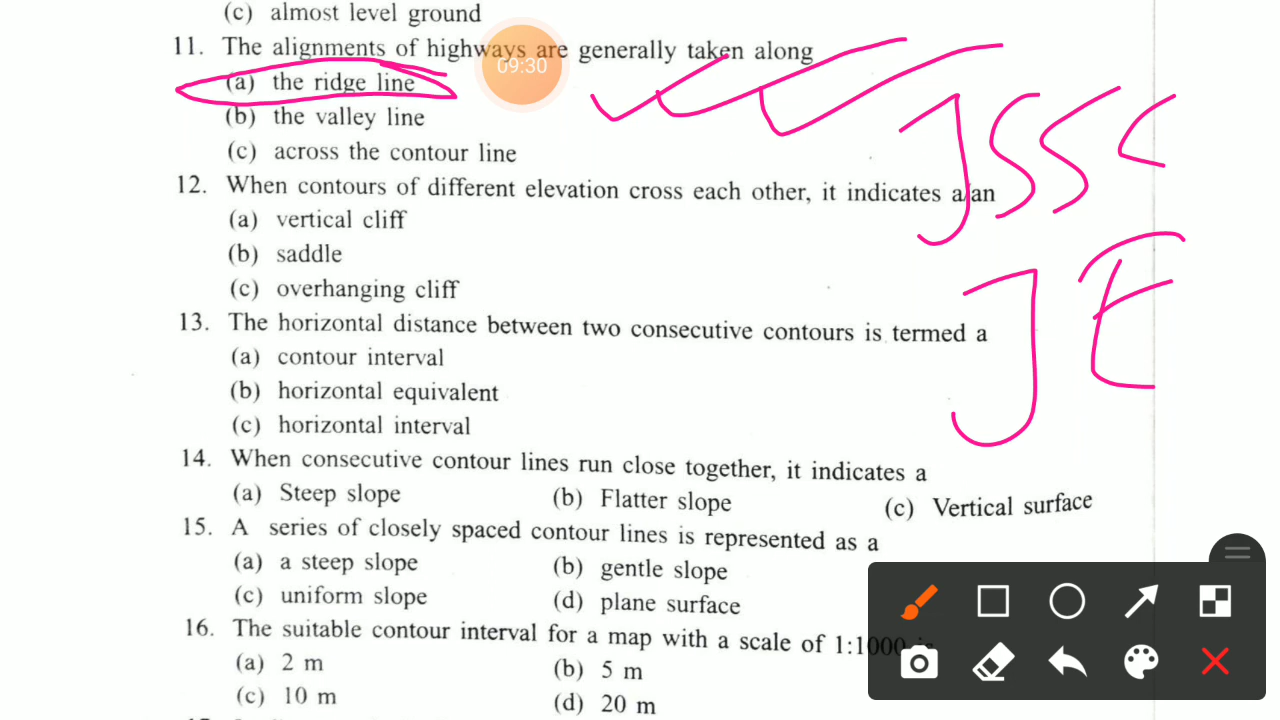 (c) almost level ground
11. The alignments of highways are generally taken along
09:30
(a) the ridge line
(b) the valley line
(c) across the contour line
JSSC
12. When contours of different elevation cross each other, it indicates a/an
(a) vertical cliff
(b) saddle
(c) overhanging cliff
JE
13. The horizontal distance between two consecutive contours is termed a
(a) contour interval
(b) horizontal equivalent
(c) horizontal interval
14. When consecutive contour lines run close together, it indicates a
(a) Steep slope (b) Flatter slope (c) Vertical surface
15. A series of closely spaced contour lines is represented as a
(a) a steep slope (b) gentle slope
(c) uniform slope (d) plane surface
16. The suitable contour interval for a map with a scale of 1:1000
(a) 2 m (b) 5 m
(c) 10 m (d) 20 m